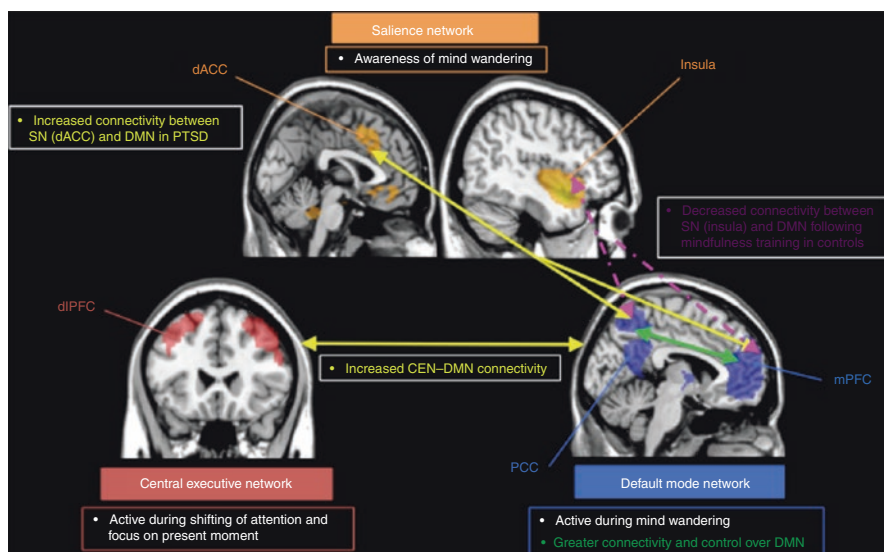 Salience network
• Awareness of mind wandering
dACC
Insula
• Increased connectivity between
SN (dACC) and DMN in PTSD
• Decreased connectivity between
SN (insula) and DMN following
mindfulness training in controls
dlPFC
• Increased CEN–DMN connectivity
mPFC
PCC
Central executive network
• Active during shifting of attention and
focus on present moment
Default mode network
• Active during mind wandering
• Greater connectivity and control over DMN